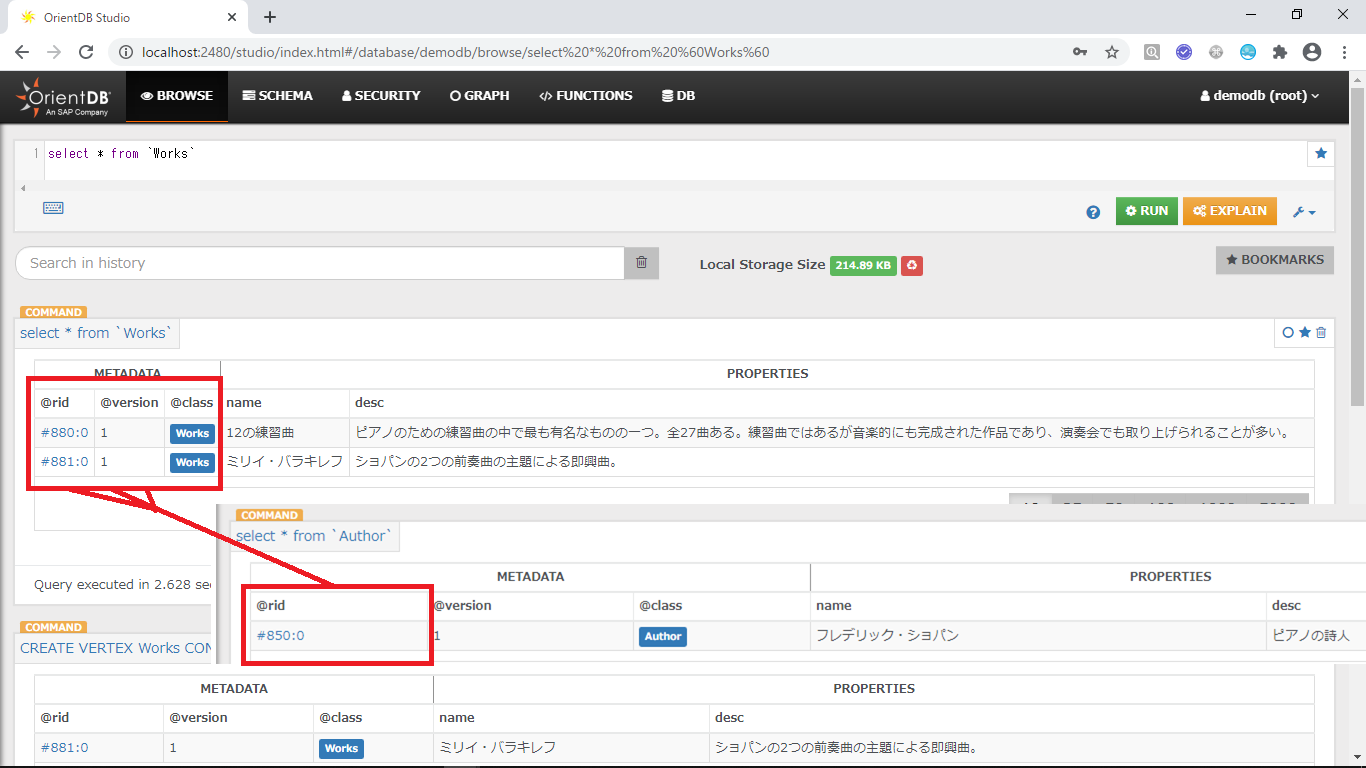 OrientDB Studio
localhost:2480/studio/index.html#/database/demodb/browse/select%20*%20from%20%60Works%60
OrientDB
An SAP Company
BROWSE
SCHEMA
SECURITY
GRAPH
FUNCTIONS
DB
demodb (root)
1 select * from `Works`
RUN
EXPLAIN
Search in history
Local Storage Size 214.89 KB
BOOKMARKS
COMMAND
select * from `Works`
METADATA PROPERTIES
@rid @version @class name desc
#880:0 1 Works 12の練習曲 ピアノのための練習曲の中で最も有名なものの一つ。全27曲ある。練習曲ではあるが音楽的にも完成された作品であり、演奏会でも取り上げられることが多い。
#881:0 1 Works ミリイ・バラキレフ ショパンの2つの前奏曲の主題による即興曲。
COMMAND
select * from `Author`
METADATA PROPERTIES
@rid @version @class name desc
#850:0 1 Author フレデリック・ショパン ピアノの詩人
Query executed in 2.628 sec
COMMAND
CREATE VERTEX Works CON
METADATA PROPERTIES
@rid @version @class name desc
#881:0 1 Works ミリイ・バラキレフ ショパンの2つの前奏曲の主題による即興曲。